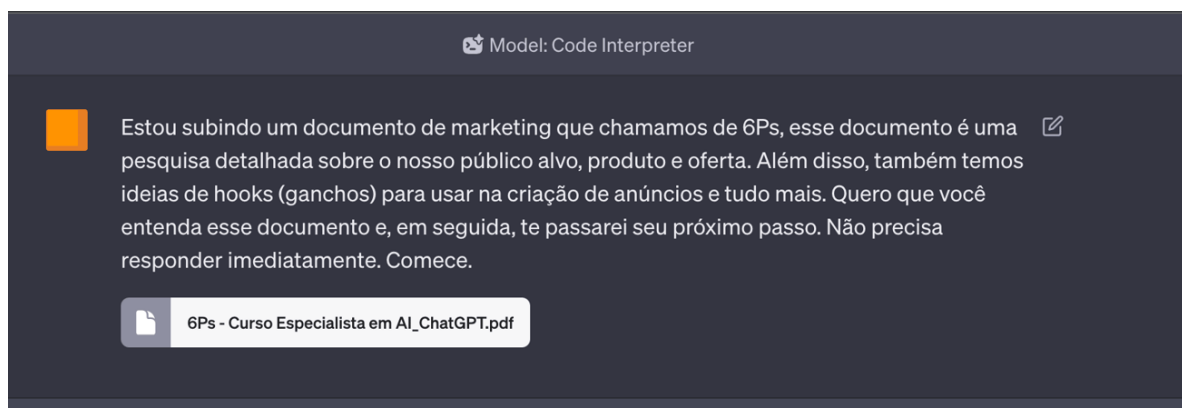 Model: Code Interpreter
Estou subindo um documento de marketing que chamamos de 6Ps, esse documento é uma
pesquisa detalhada sobre o nosso público alvo, produto e oferta. Além disso, também temos
ideias de hooks (ganchos) para usar na criação de anúncios e tudo mais. Quero que você
entenda esse documento e, em seguida, te passarei seu próximo passo. Não precisa
responder imediatamente. Comece.
6Ps - Curso Especialista em AI_ChatGPT.pdf